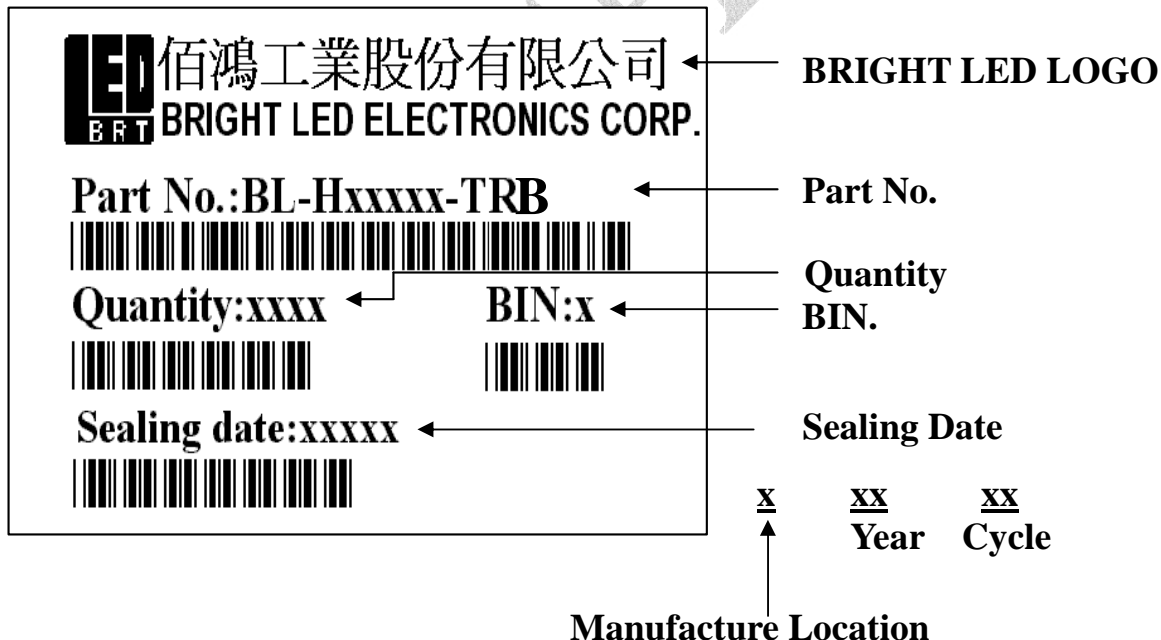 LED 佰鴻工業股份有限公司 BRIGHT LED LOGO
BRT BRIGHT LED ELECTRONICS CORP.
Part No.:BL-Hxxxxx-TRB Part No.
Quantity
Quantity:xxxx BIN:x BIN.
Sealing date:xxxxx Sealing Date
x xx xx
Year Cycle
Manufacture Location